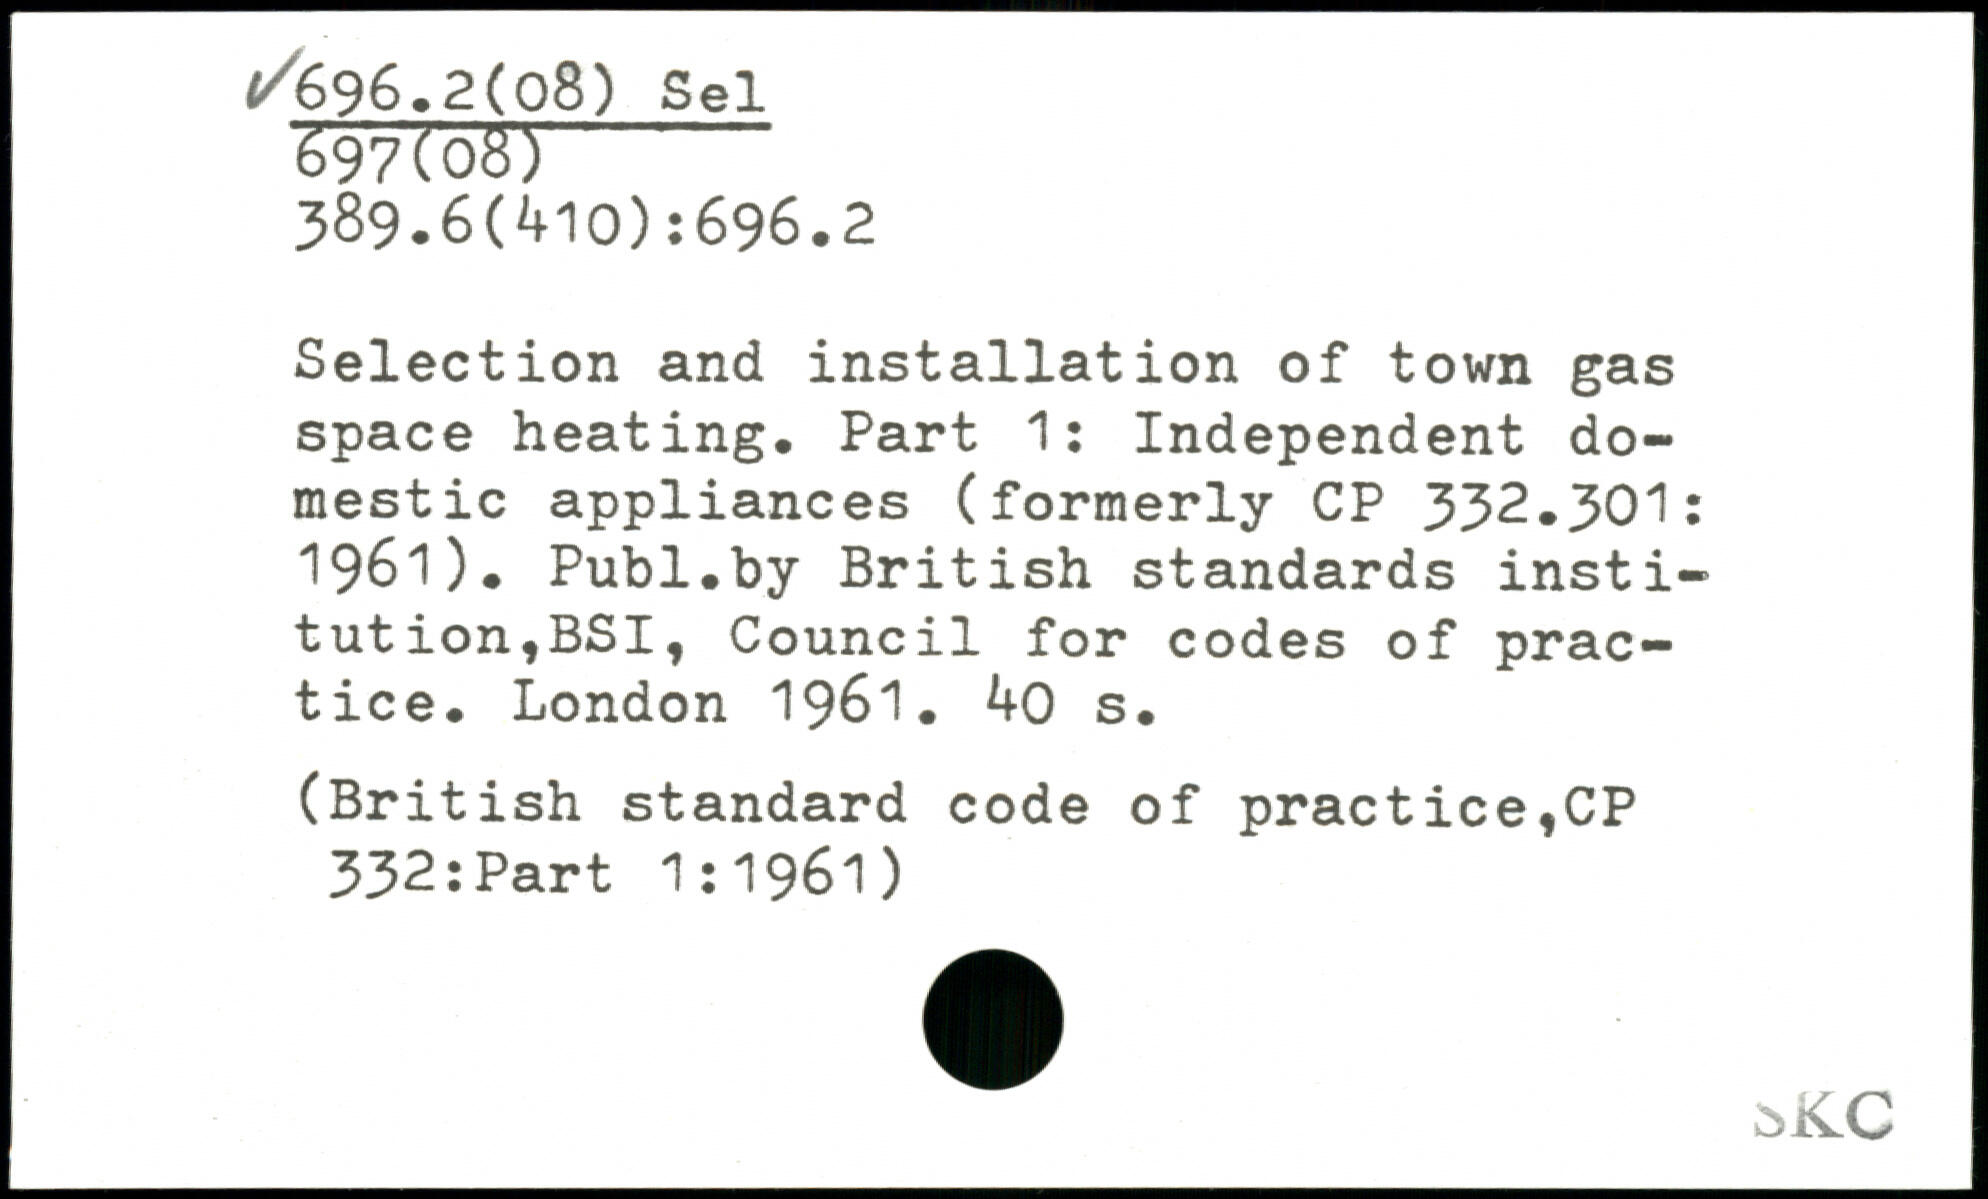 ✓696.2(08) Sel
697(08)
389.6(410):696.2
Selection and installation of town gas
space heating. Part 1: Independent do-
mestic appliances (formerly CP 332.301:
1961). Publ.by British standards insti-
tution,BSI, Council for codes of prac-
tice. London 1961. 40 s.
(British standard code of practice,CP
332:Part 1:1961)
SKC